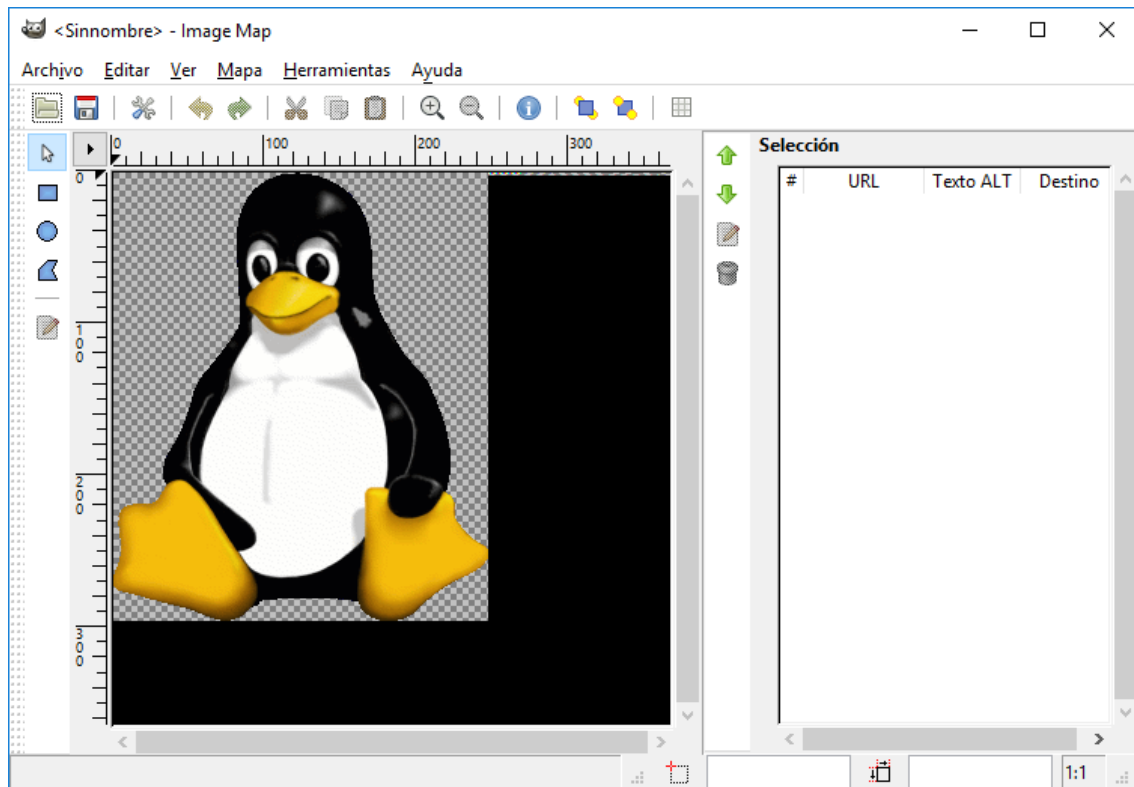 <Sinnombre> - Image Map
Archivo Editar Ver Mapa Herramientas Ayuda
0 100 200 300
Selección
# URL Texto ALT Destino
0
100
200
300
1:1